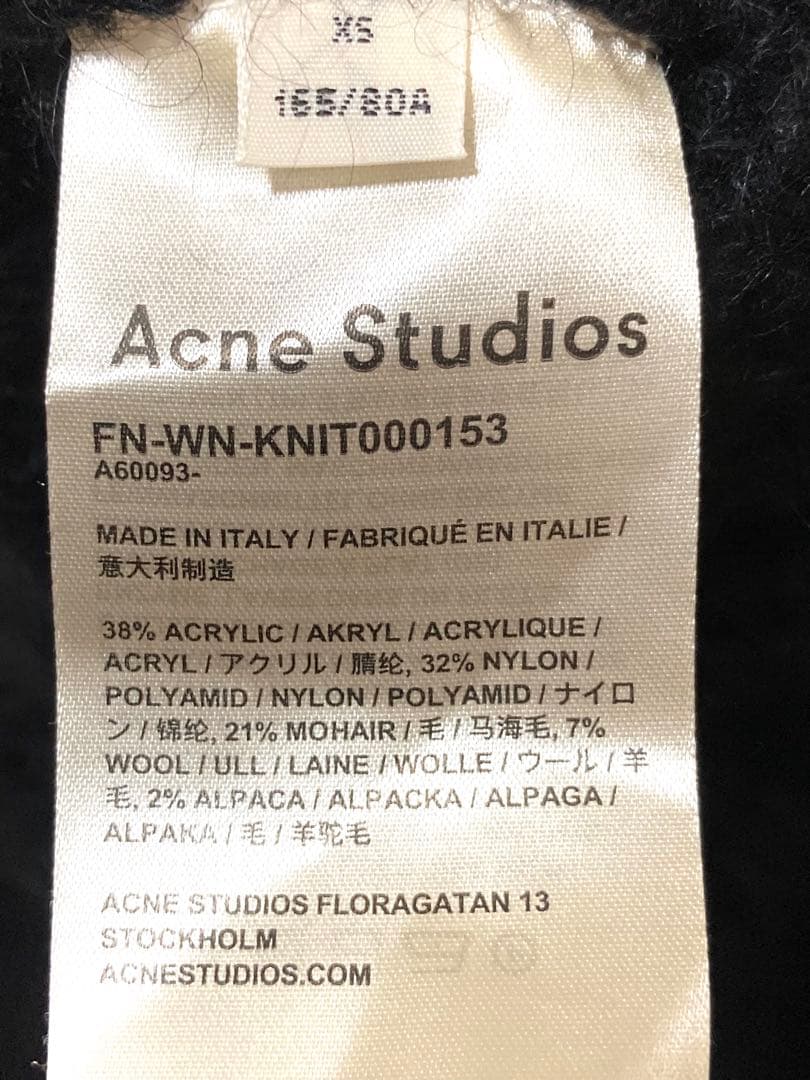 XS
165/80A
Acne Studios
FN-WN-KNIT000153
A60093-
MADE IN ITALY / FABRIQUÉ EN ITALIE /
意大利制造
38% ACRYLIC / AKRYL / ACRYLIQUE /
ACRYL / アクリル / 腈纶, 32% NYLON /
POLYAMID / NYLON / POLYAMID / ナイロ
ン / 锦纶, 21% MOHAIR / 毛 / 马海毛, 7%
WOOL / ULL / LAINE / WOLLE / ウール / 羊
毛, 2% ALPACA / ALPACKA / ALPAGA /
ALPAKA / 毛 / 羊驼毛
ACNE STUDIOS FLORAGATAN 13
STOCKHOLM
ACNESTUDIOS.COM